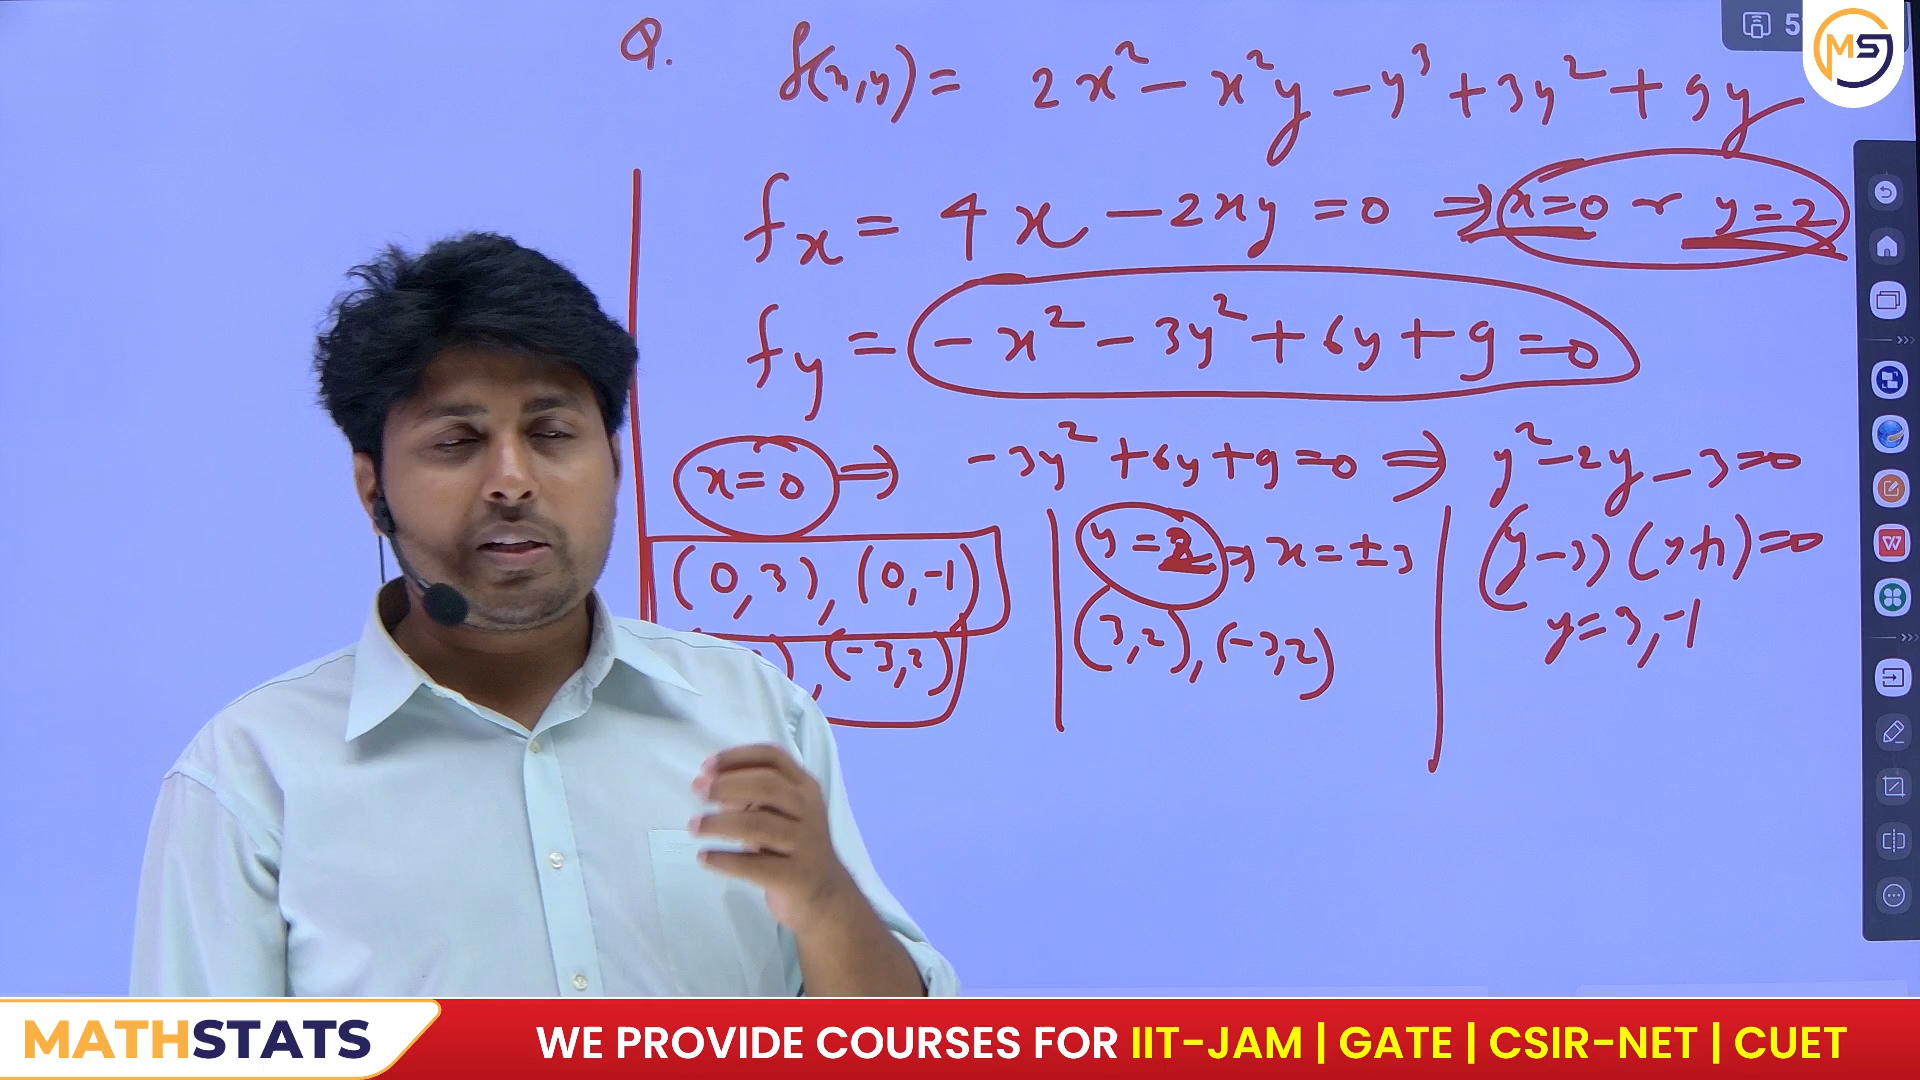 Q. f(x,y) = 2x² - x²y - y³ + 3y² + 9y
fx = 4x - 2xy = 0 ⇒ x=0 or y=2
fy = -x² - 3y² + 6y + 9 = 0
x=0 ⇒ -3y² + 6y + 9 = 0 ⇒ y² - 2y - 3 = 0
(0,3), (0,-1)
), (-3,2)
y=2 ⇒ x = ±3
(3,2), (-3,2)
(y-3) (y+1) = 0
y = 3, -1
5
MS
MATHSTATS
WE PROVIDE COURSES FOR IIT-JAM | GATE | CSIR-NET | CUET